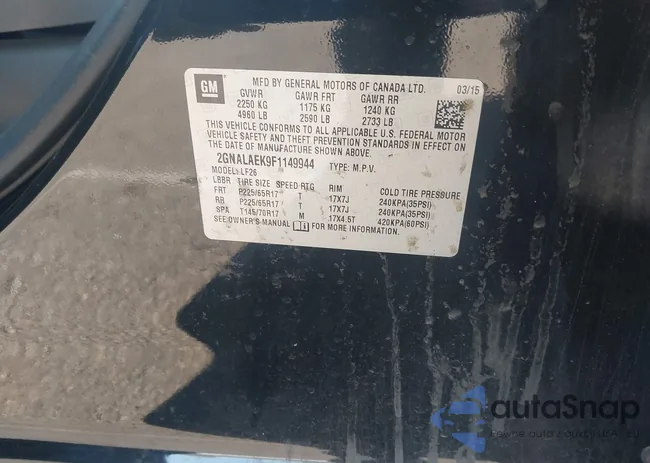 GM
MFD BY GENERAL MOTORS OF CANADA LTD. 03/15
GVWR GAWR FRT GAWR RR
2250 KG 1175 KG 1240 KG
4960 LB 2590 LB 2733 LB
THIS VEHICLE CONFORMS TO ALL APPLICABLE U.S. FEDERAL MOTOR
VEHICLE SAFETY AND THEFT PREVENTION STANDARDS IN EFFECT ON
THE DATE OF MANUFACTURE SHOWN ABOVE.
2GNALAEK9F1149944 TYPE: M.P.V.
MODEL: LF26
LBBR TIRE SIZE SPEED RTG RIM COLD TIRE PRESSURE
FRT P225/65R17 T 17X7J 240KPA(35PSI)
RR P225/65R17 T 17X7J 240KPA(35PSI)
SPA T145/70R17 M 17X4.5T 420KPA(60PSI)
SEE OWNER'S MANUAL FOR MORE INFORMATION.
autoSnap
Pewne auto z